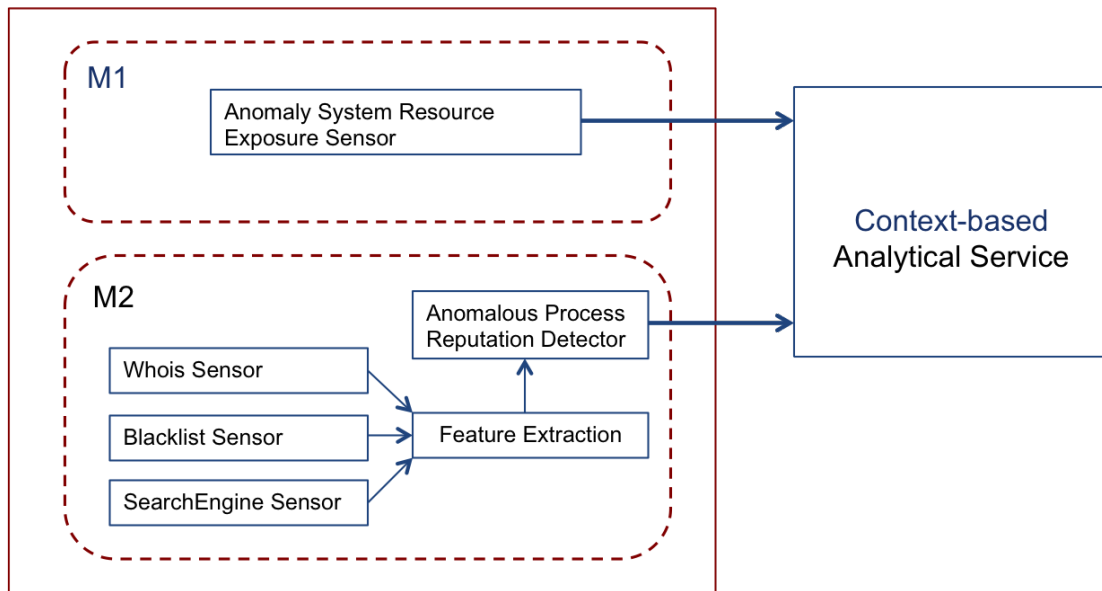 M1
Anomaly System Resource
Exposure Sensor
Context-based
Analytical Service
M2
Anomalous Process
Reputation Detector
Whois Sensor
Blacklist Sensor
Feature Extraction
SearchEngine Sensor